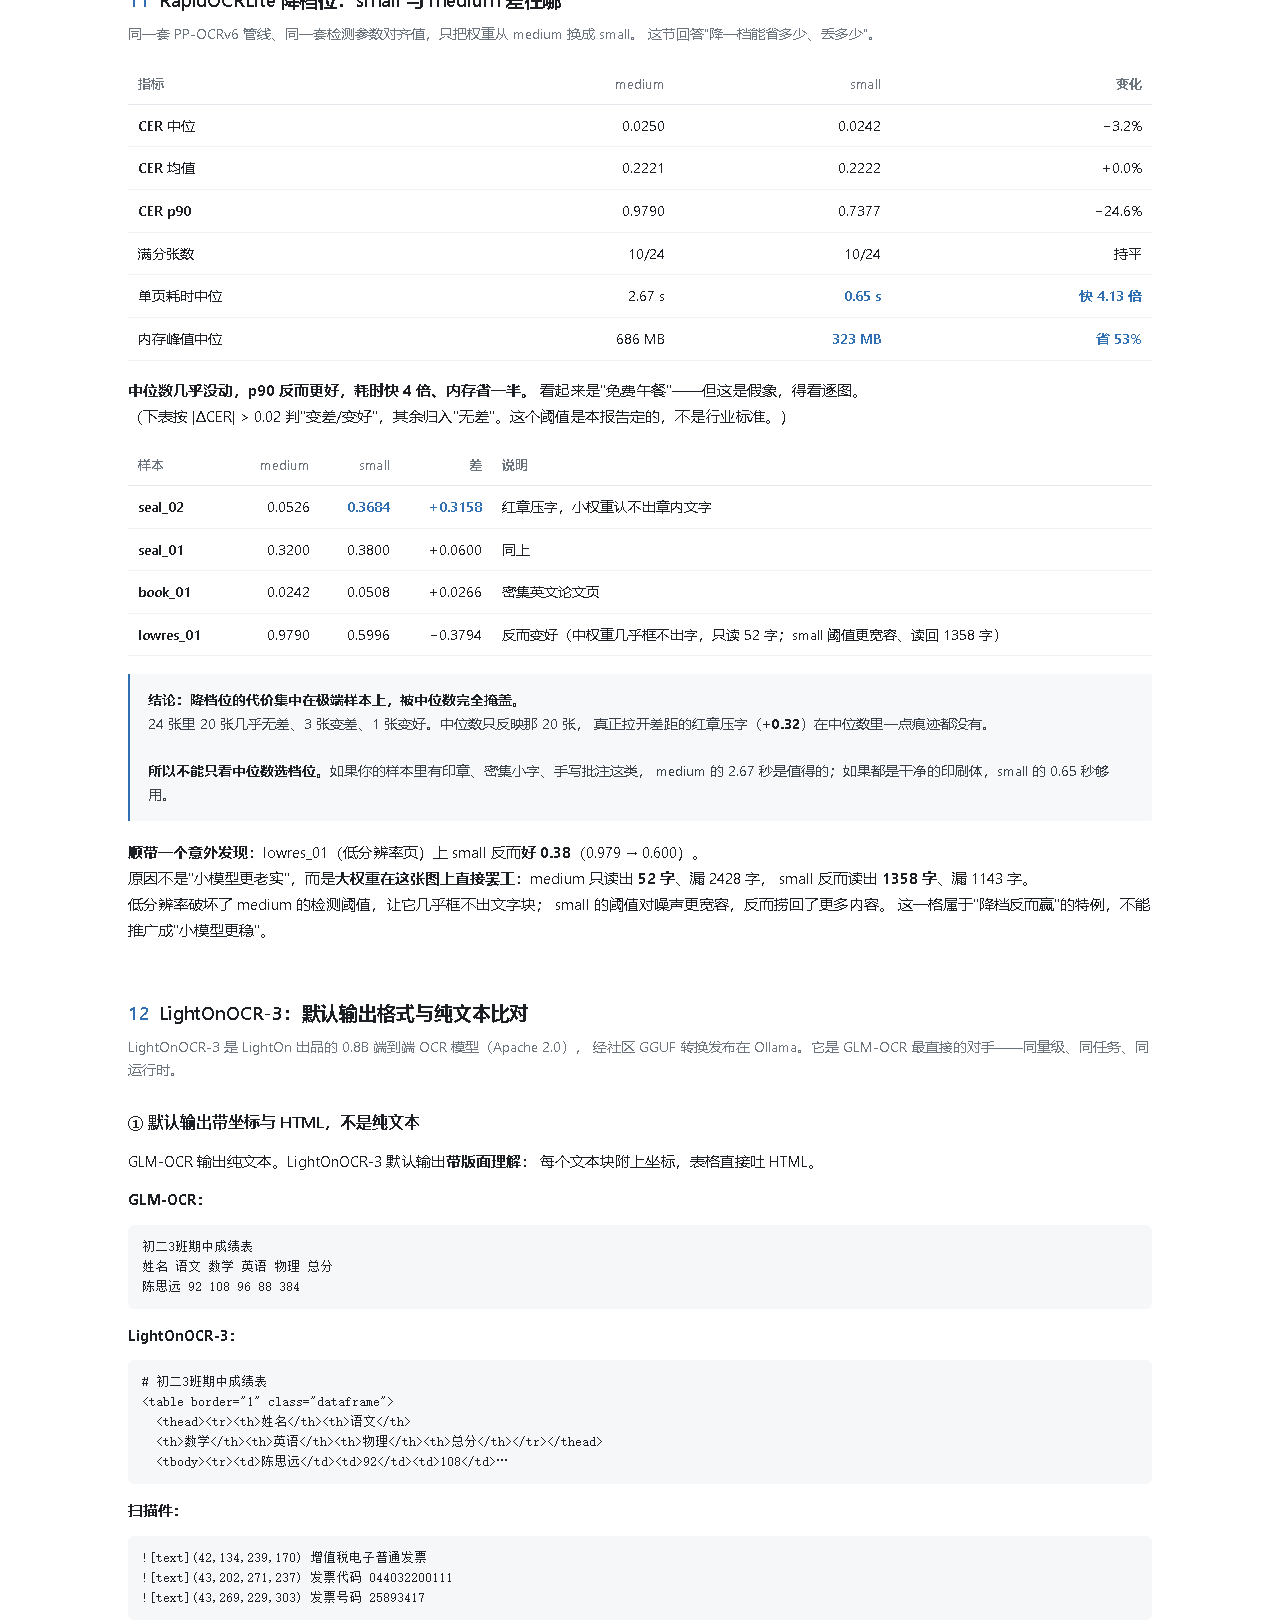 11 RapidOCRLite 降档位：small 与 medium 差在哪
同一套 PP-OCRv6 管线、同一套检测参数对齐值，只把权重从 medium 换成 small。 这节回答"降一档能省多少、丢多少"。
指标 medium small 变化
CER 中位 0.0250 0.0242 −3.2%
CER 均值 0.2221 0.2222 +0.0%
CER p90 0.9790 0.7377 −24.6%
满分张数 10/24 10/24 持平
单页耗时中位 2.67 s 0.65 s 快 4.13 倍
内存峰值中位 686 MB 323 MB 省 53%
中位数几乎没动，p90 反而更好，耗时快 4 倍、内存省一半。 看起来是"免费午餐"——但这是假象，得看逐图。
（下表按 |ΔCER| > 0.02 判"变差/变好"，其余归入"无差"。这个阈值是本报告定的，不是行业标准。）
样本 medium small 差 说明
seal_02 0.0526 0.3684 +0.3158 红章压字，小权重认不出章内文字
seal_01 0.3200 0.3800 +0.0600 同上
book_01 0.0242 0.0508 +0.0266 密集英文论文页
lowres_01 0.9790 0.5996 −0.3794 反而变好（中权重几乎框不出字，只读 52 字；small 阈值更宽容、读回 1358 字）
结论：降档位的代价集中在极端样本上，被中位数完全掩盖。
24 张里 20 张几乎无差、3 张变差、1 张变好。中位数只反映那 20 张， 真正拉开差距的红章压字（+0.32）在中位数里一点痕迹都没有。
所以不能只看中位数选档位。如果你的样本里有印章、密集小字、手写批注这类， medium 的 2.67 秒是值得的；如果都是干净的印刷体，small 的 0.65 秒够
用。
顺带一个意外发现：lowres_01（低分辨率页）上 small 反而好 0.38（0.979 → 0.600）。
原因不是"小模型更老实"，而是大权重在这张图上直接罢工：medium 只读出 52 字、漏 2428 字， small 反而读出 1358 字、漏 1143 字。
低分辨率破坏了 medium 的检测阈值，让它几乎框不出文字块； small 的阈值对噪声更宽容，反而捞回了更多内容。 这一格属于"降档反而赢"的特例，不能
推广成"小模型更稳"。
12 LightOnOCR-3：默认输出格式与纯文本比对
LightOnOCR-3 是 LightOn 出品的 0.8B 端到端 OCR 模型（Apache 2.0）， 经社区 GGUF 转换发布在 Ollama。它是 GLM-OCR 最直接的对手——同量级、同任务、同
运行时。
① 默认输出带坐标与 HTML，不是纯文本
GLM-OCR 输出纯文本。LightOnOCR-3 默认输出带版面理解： 每个文本块附上坐标，表格直接吐 HTML。
GLM-OCR：
初二3班期中成绩表
姓名 语文 数学 英语 物理 总分
陈思远 92 108 96 88 384
LightOnOCR-3：
# 初二3班期中成绩表
<table border="1" class="dataframe">
<thead><tr><th>姓名</th><th>语文</th>
<th>数学</th><th>英语</th><th>物理</th><th>总分</th></tr></thead>
<tbody><tr><td>陈思远</td><td>92</td><td>108</td>…
扫描件：
![text](42,134,239,170) 增值税电子普通发票
![text](43,202,271,237) 发票代码 044032200111
![text](43,269,229,303) 发票号码 25893417